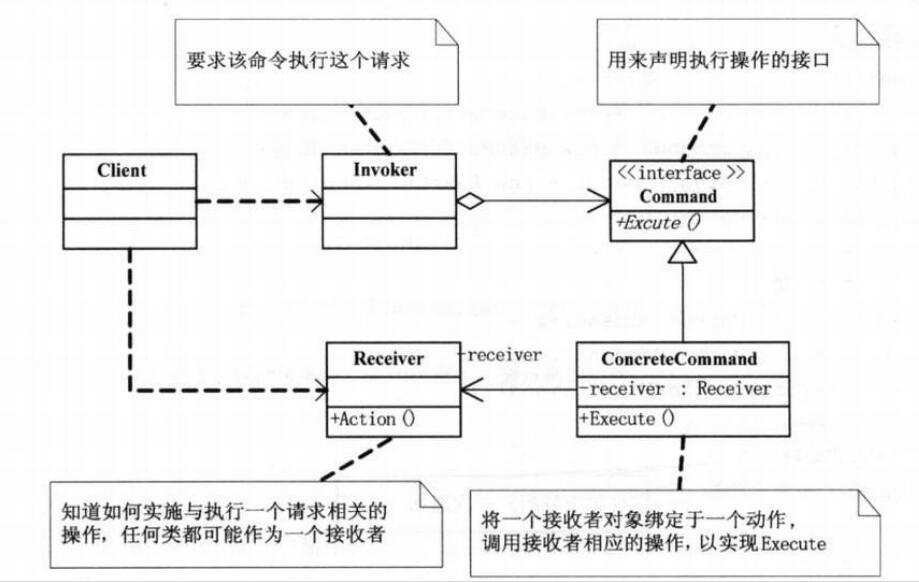 要求该命令执行这个请求
用来声明执行操作的接口
Client
Invoker
<<interface >>
Command
+Excute ()
Receiver
-receiver
ConcreteCommand
-receiver : Receiver
+Action ()
+Execute ()
知道如何实施与执行一个请求相关的
操作，任何类都可能作为一个接收者
将一个接收者对象绑定于一个动作，
调用接收者相应的操作，以实现Execute